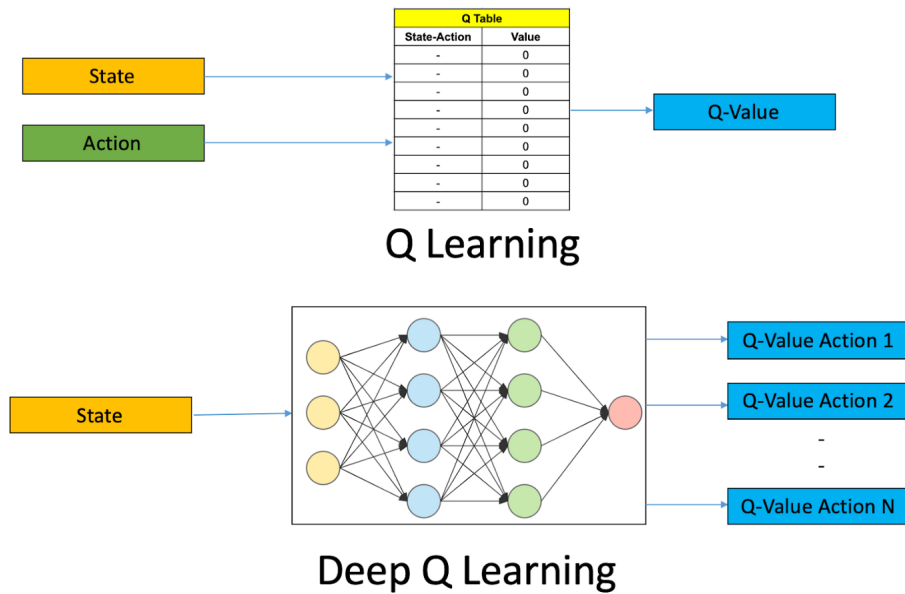 Q Table
State-Action Value
- 0
- 0
- 0
- 0
- 0
- 0
- 0
- 0
- 0
State
Action
Q-Value
Q Learning
State
Q-Value Action 1
Q-Value Action 2
-
-
Q-Value Action N
Deep Q Learning